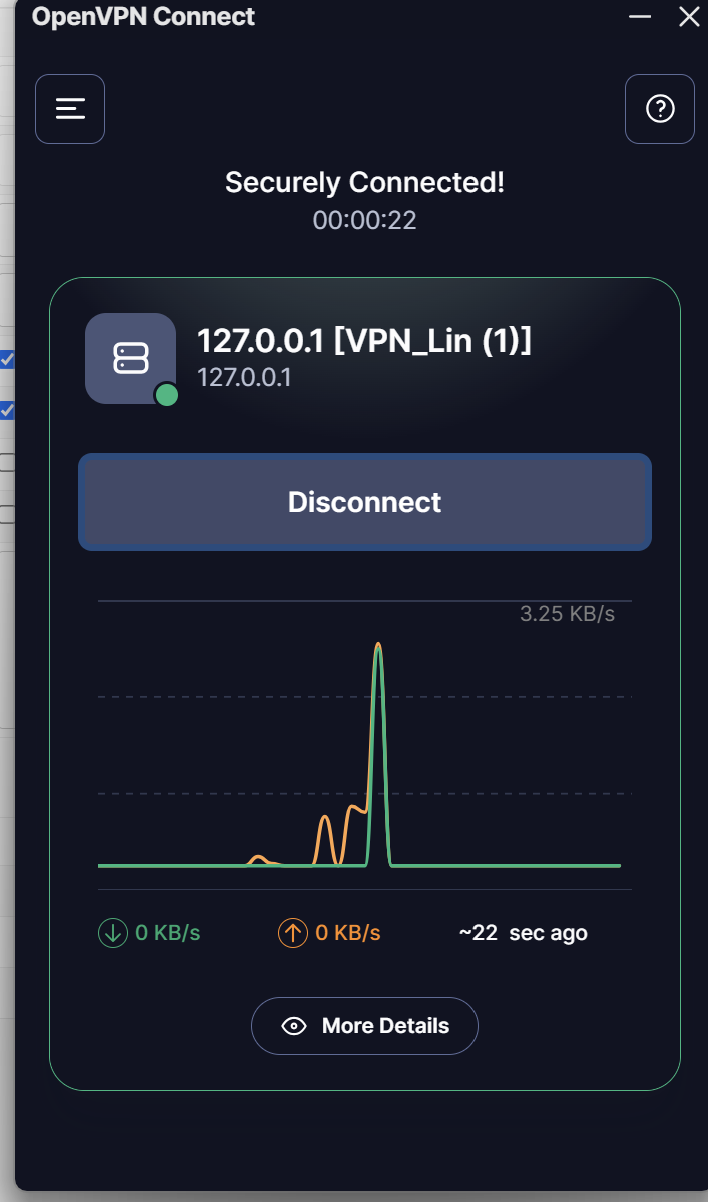 OpenVPN Connect
Securely Connected!
00:00:22
127.0.0.1 [VPN_Lin (1)]
127.0.0.1
Disconnect
3.25 KB/s
0 KB/s 0 KB/s ~22 sec ago
More Details